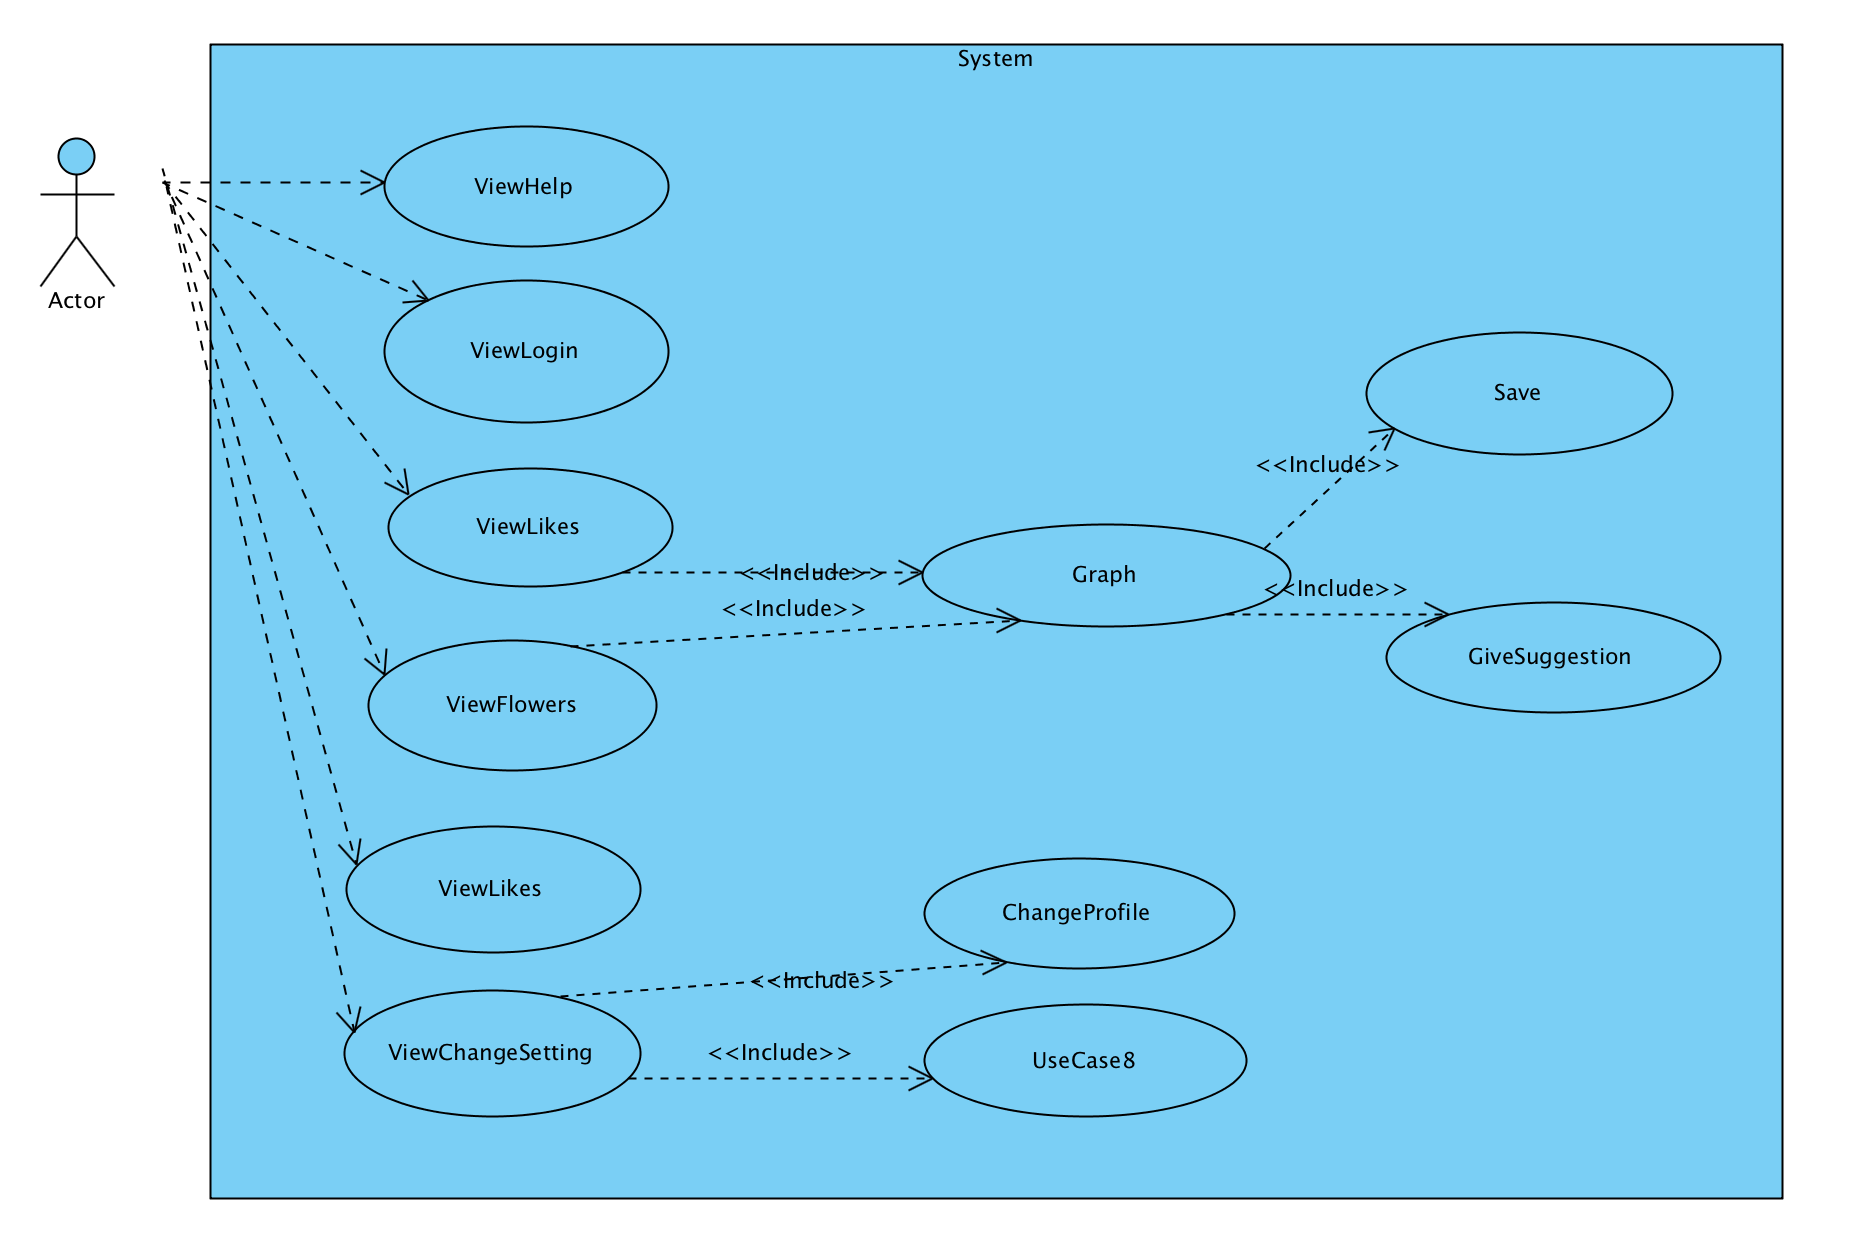 System
Actor
ViewHelp
ViewLogin
Save
<<Include>>
ViewLikes
<<Include>>
Graph
<<Include>>
<<Include>>
GiveSuggestion
ViewFlowers
ViewLikes
ChangeProfile
<<Include>>
ViewChangeSetting
<<Include>>
UseCase8